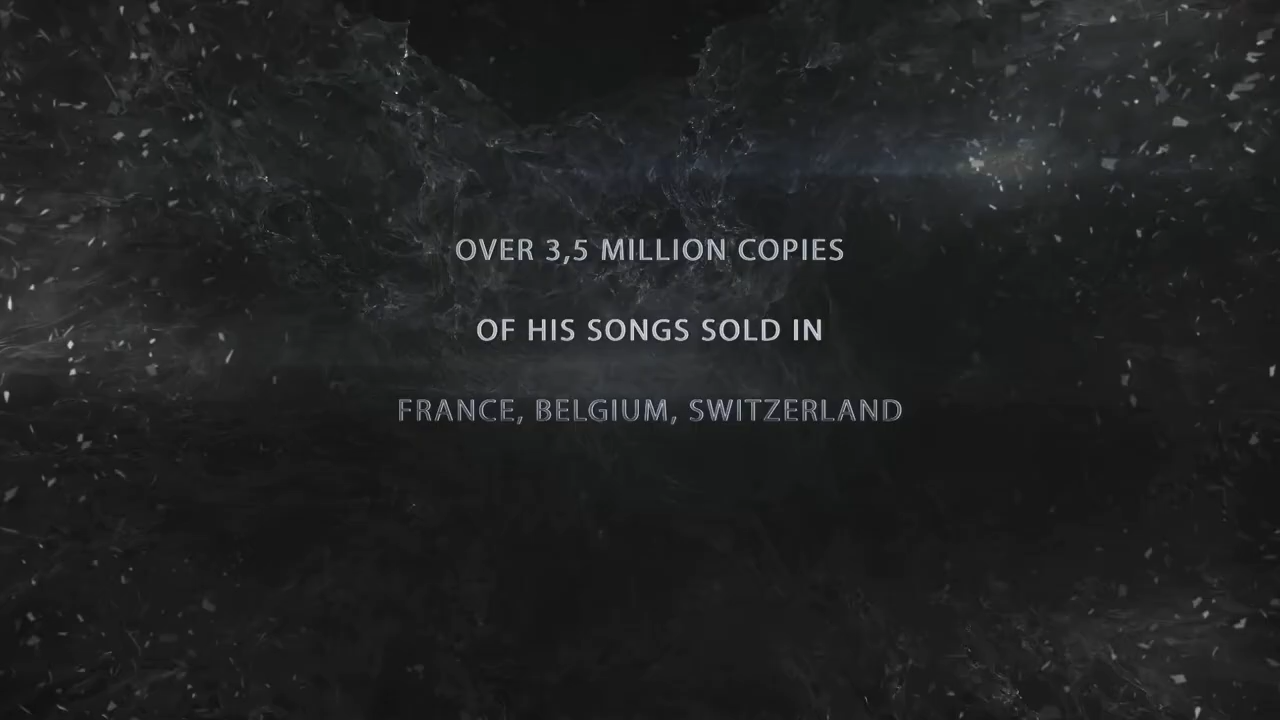 OVER 3,5 MILLION COPIES
OF HIS SONGS SOLD IN
FRANCE, BELGIUM, SWITZERLAND